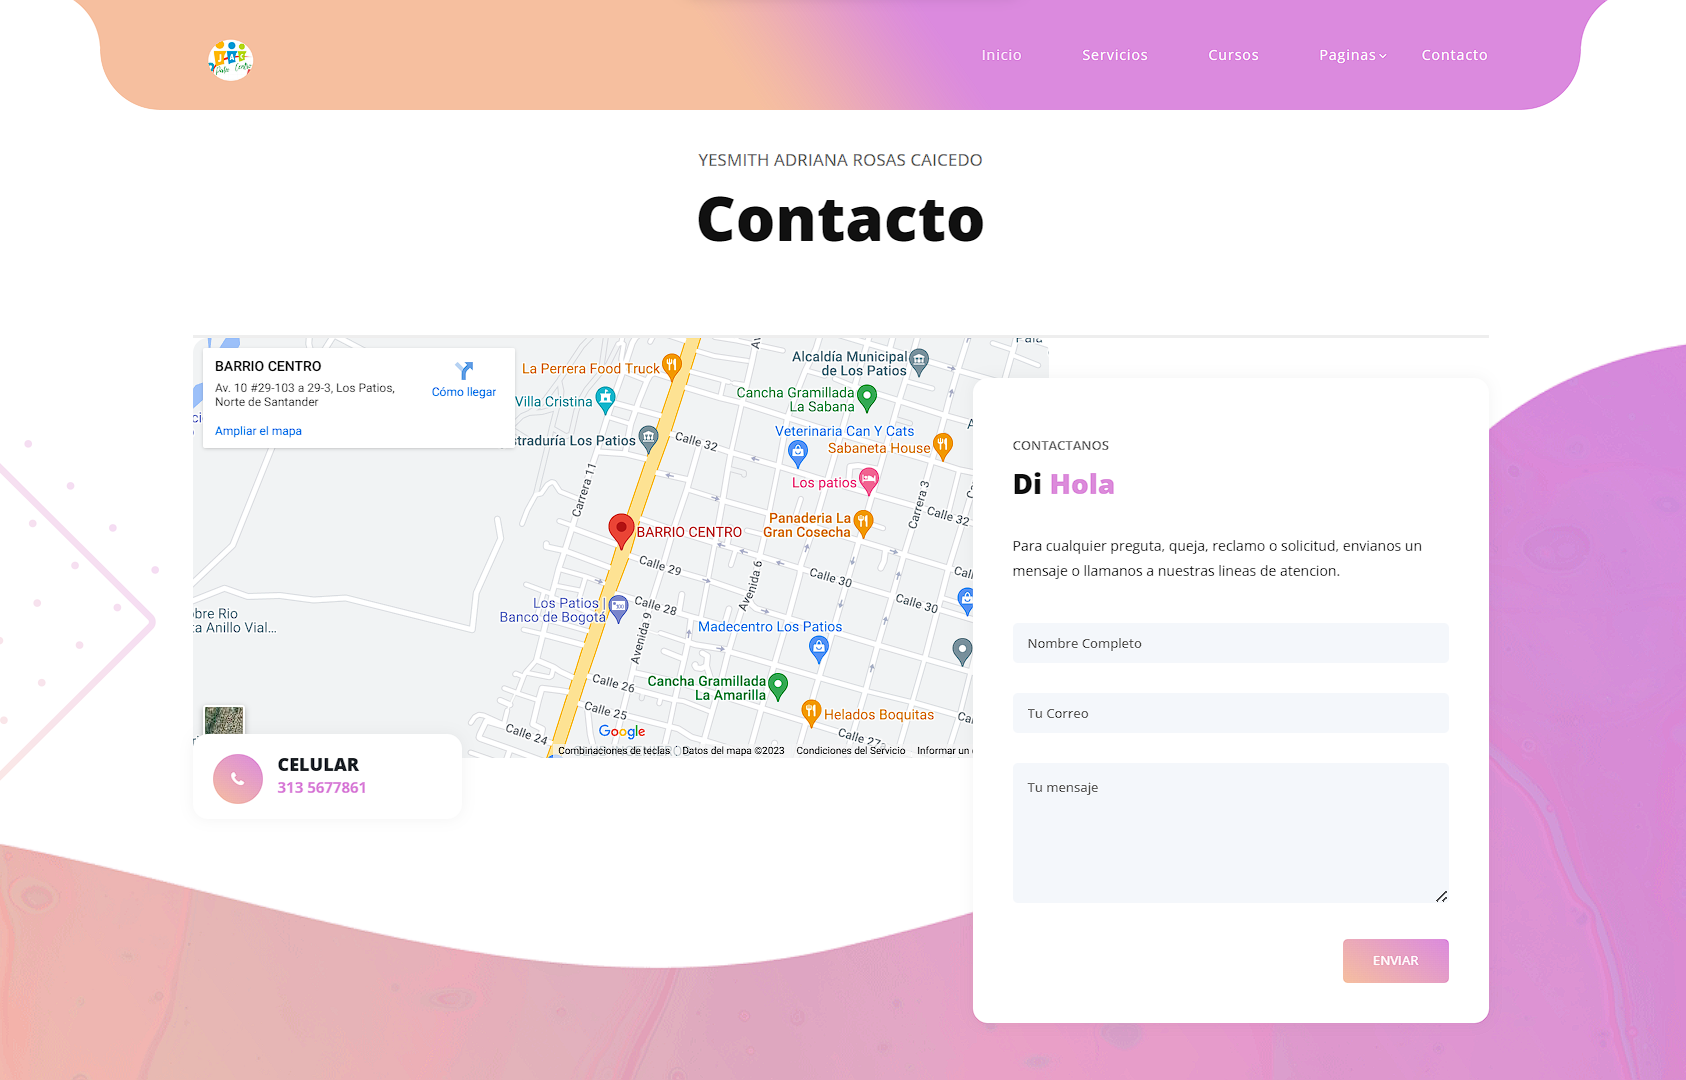 Inicio
Servicios
Cursos
Paginas
Contacto
YESMITH ADRIANA ROSAS CAICEDO
Contacto
BARRIO CENTRO
Av. 10 #29-103 a 29-3, Los Patios,
Norte de Santander
Cómo llegar
Ampliar el mapa
La Perrera Food Truck
Villa Cristina
straduría Los Patios
Alcaldía Municipal
de Los Patios
Cancha Gramillada
La Sabana
Veterinaria Can Y Cats
Sabaneta House
Los patios
Panaderia La
Gran Cosecha
BARRIO CENTRO
Calle 32
Carrera 11
Carrera 3
Calle 32
Calle 29
Calle 30
Calle 30
Avenida 6
Calle 28
Avenida 9
Los Patios |
Banco de Bogotá
Madecentro Los Patios
bre Rio
ta Anillo Vial...
Calle 26
Cancha Gramillada
La Amarilla
Calle 25
Helados Boquitas
Calle 24
Calle 27
Google
Combinaciones de teclas
Datos del mapa ©2023
Condiciones del Servicio
Informar un
CELULAR
313 5677861
CONTACTANOS
Di Hola
Para cualquier preguta, queja, reclamo o solicitud, envianos un
mensaje o llamanos a nuestras lineas de atencion.
Nombre Completo
Tu Correo
Tu mensaje
ENVIAR